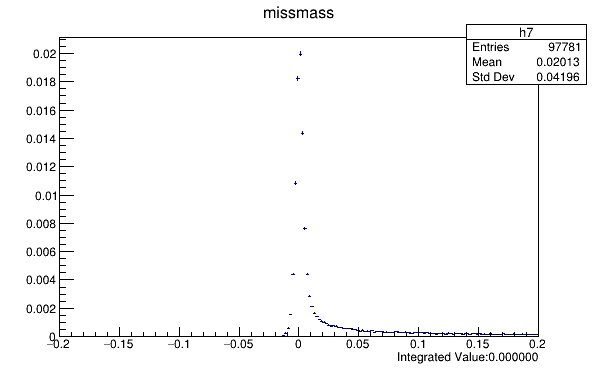 missmass
h7
Entries 97781
Mean 0.02013
Std Dev 0.04196
0.02
0.018
0.016
0.014
0.012
0.01
0.008
0.006
0.004
0.002
0
−0.2 −0.15 −0.1 −0.05 0 0.05 0.1 0.15 0.2
Integrated Value:0.000000